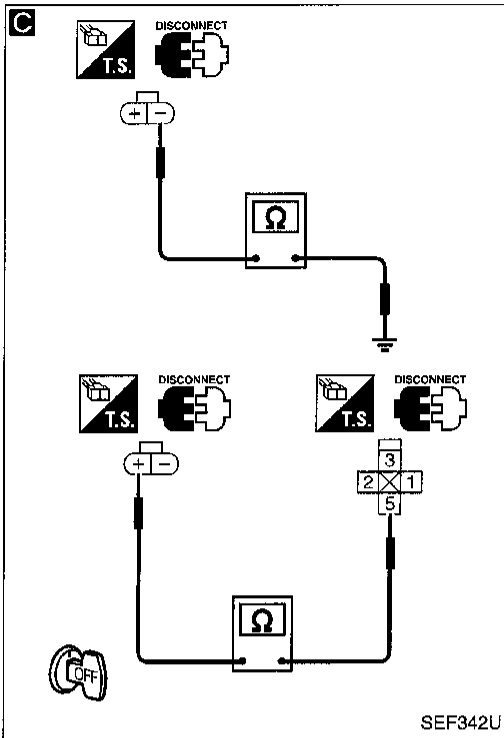 C
DISCONNECT
T.S.
+ −
Ω
DISCONNECT
T.S.
DISCONNECT
T.S.
+ −
3
2 1
5
Ω
OFF
SEF342U